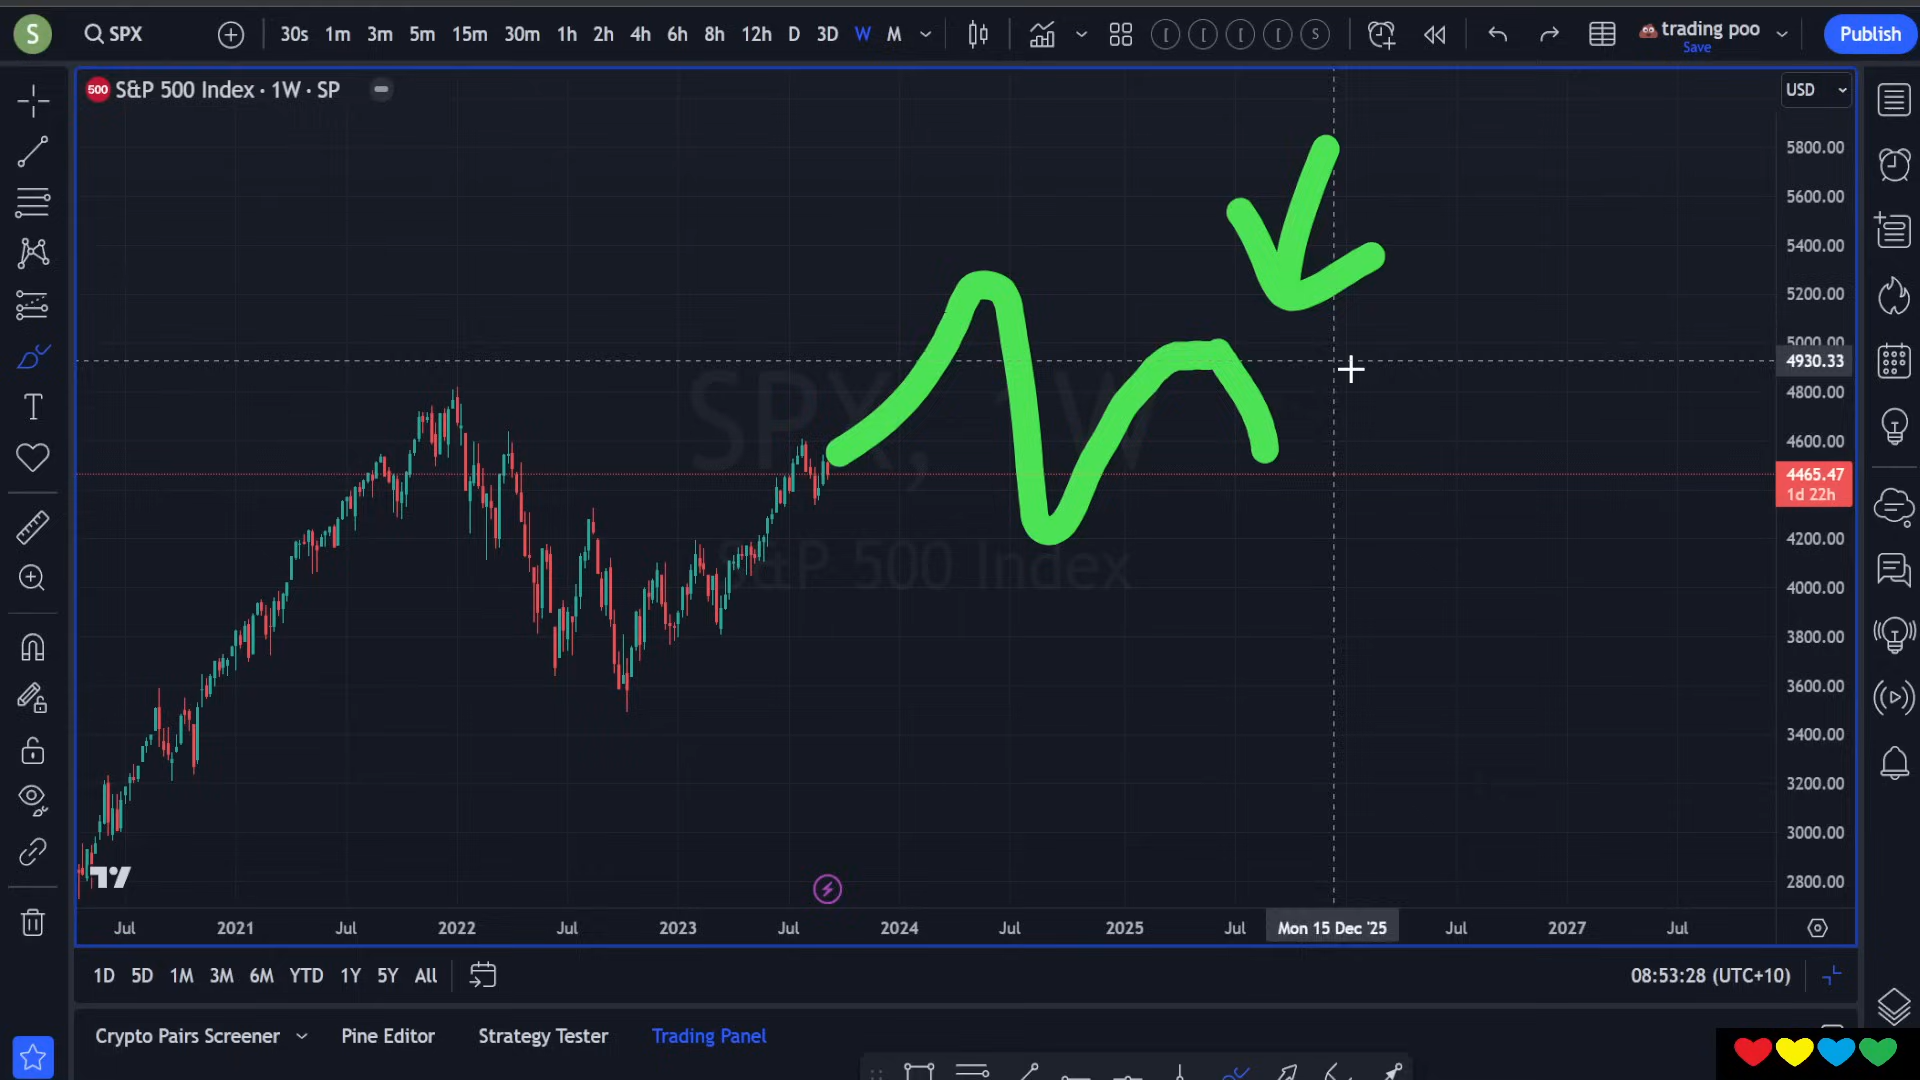 S
SPX
30s 1m 3m 5m 15m 30m 1h 2h 4h 6h 8h 12h D 3D W M
[ [ [ [ S
trading poo
Save
Publish
500 S&P 500 Index · 1W · SP
USD
5800.00
5600.00
5400.00
5200.00
5000.00
4930.33
4800.00
4600.00
4465.47
1d 22h
4200.00
4000.00
3800.00
3600.00
3400.00
3200.00
3000.00
2800.00
SPX, 1W
S&P 500 Index
Jul 2021 Jul 2022 Jul 2023 Jul 2024 Jul 2025 Jul Mon 15 Dec '25 Jul 2027 Jul
1D 5D 1M 3M 6M YTD 1Y 5Y All
08:53:28 (UTC+10)
Crypto Pairs Screener Pine Editor Strategy Tester Trading Panel